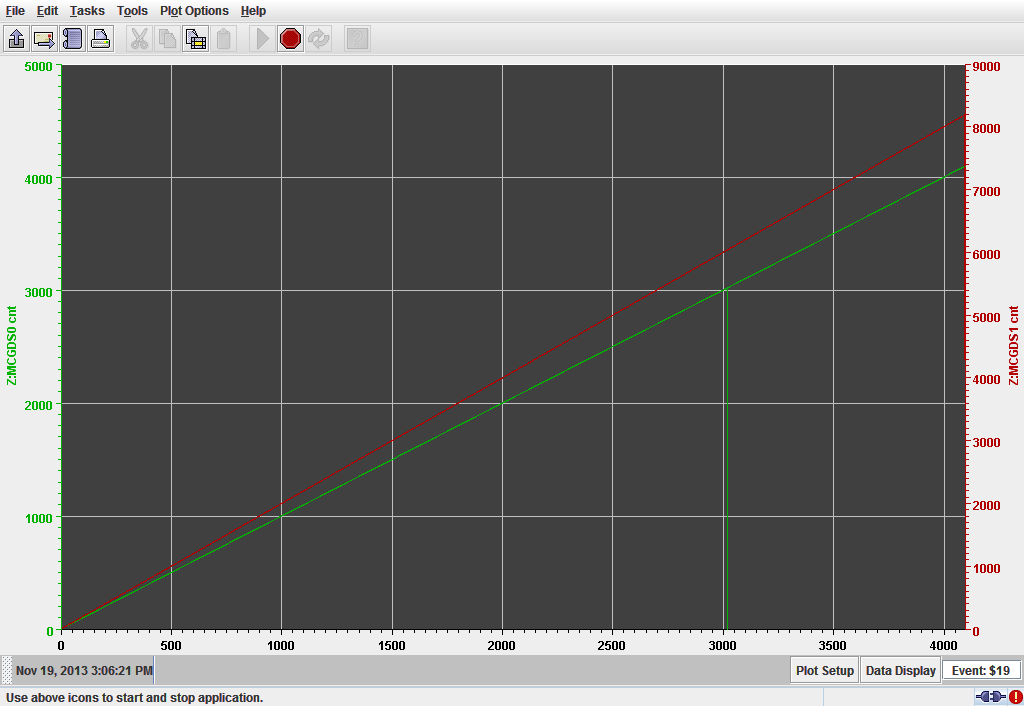 File Edit Tasks Tools Plot Options Help
5000
4000
3000
2000
1000
0
Z:MCGDS0 cnt
9000
8000
7000
6000
5000
4000
3000
2000
1000
0
Z:MCGDS1 cnt
0 500 1000 1500 2000 2500 3000 3500 4000
Nov 19, 2013 3:06:21 PM Plot Setup Data Display Event: $19
Use above icons to start and stop application.